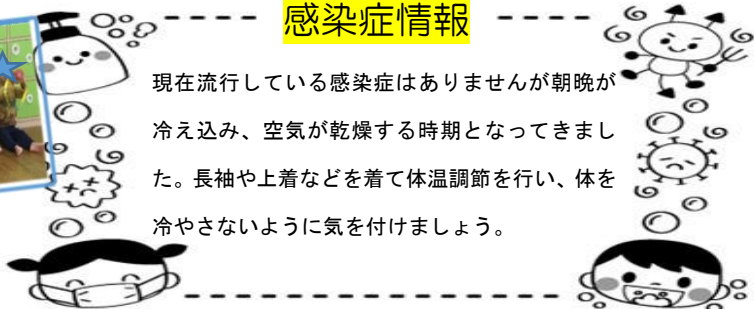 感染症情報
現在流行している感染症はありませんが朝晩が
冷え込み、空気が乾燥する時期となってきまし
た。長袖や上着などを着て体温調節を行い、体を
冷やさないように気を付けましょう。